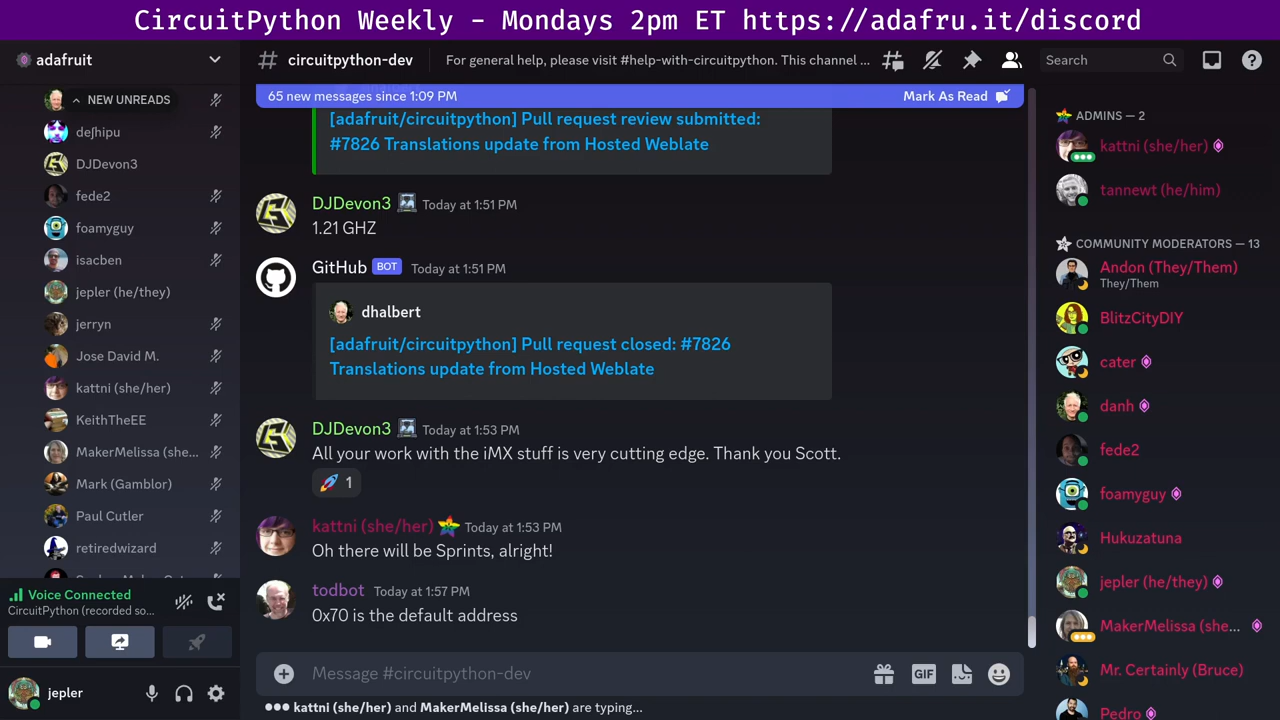 CircuitPython Weekly - Mondays 2pm ET https://adafru.it/discord
adafruit
NEW UNREADS
deʃhipu
DJDevon3
fede2
foamyguy
isacben
jepler (he/they)
jerryn
Jose David M.
kattni (she/her)
KeithTheEE
MakerMelissa (she...
Mark (Gamblor)
Paul Cutler
retiredwizard
Voice Connected
CircuitPython (recorded so...
jepler
# circuitpython-dev
For general help, please visit #help-with-circuitpython. This channel ...
Search
65 new messages since 1:09 PM
Mark As Read
[adafruit/circuitpython] Pull request review submitted:
#7826 Translations update from Hosted Weblate
DJDevon3 Today at 1:51 PM
1.21 GHZ
GitHub BOT Today at 1:51 PM
dhalbert
[adafruit/circuitpython] Pull request closed: #7826
Translations update from Hosted Weblate
DJDevon3 Today at 1:53 PM
All your work with the iMX stuff is very cutting edge. Thank you Scott.
🚀 1
kattni (she/her) Today at 1:53 PM
Oh there will be Sprints, alright!
todbot Today at 1:57 PM
0x70 is the default address
Message #circuitpython-dev
GIF
kattni (she/her) and MakerMelissa (she/her) are typing...
ADMINS — 2
kattni (she/her)
tannewt (he/him)
COMMUNITY MODERATORS — 13
Andon (They/Them)
They/Them
BlitzCityDIY
cater
danh
fede2
foamyguy
Hukuzatuna
jepler (he/they)
MakerMelissa (she...
Mr. Certainly (Bruce)
Pedro